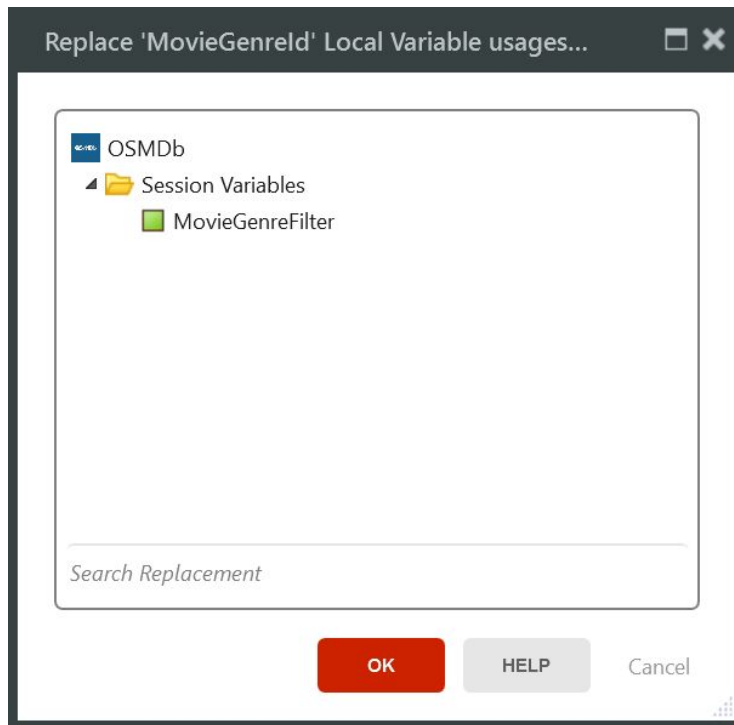 Replace 'MovieGenreId' Local Variable usages...
OSMDb
Session Variables
MovieGenreFilter
Search Replacement
OK
HELP
Cancel